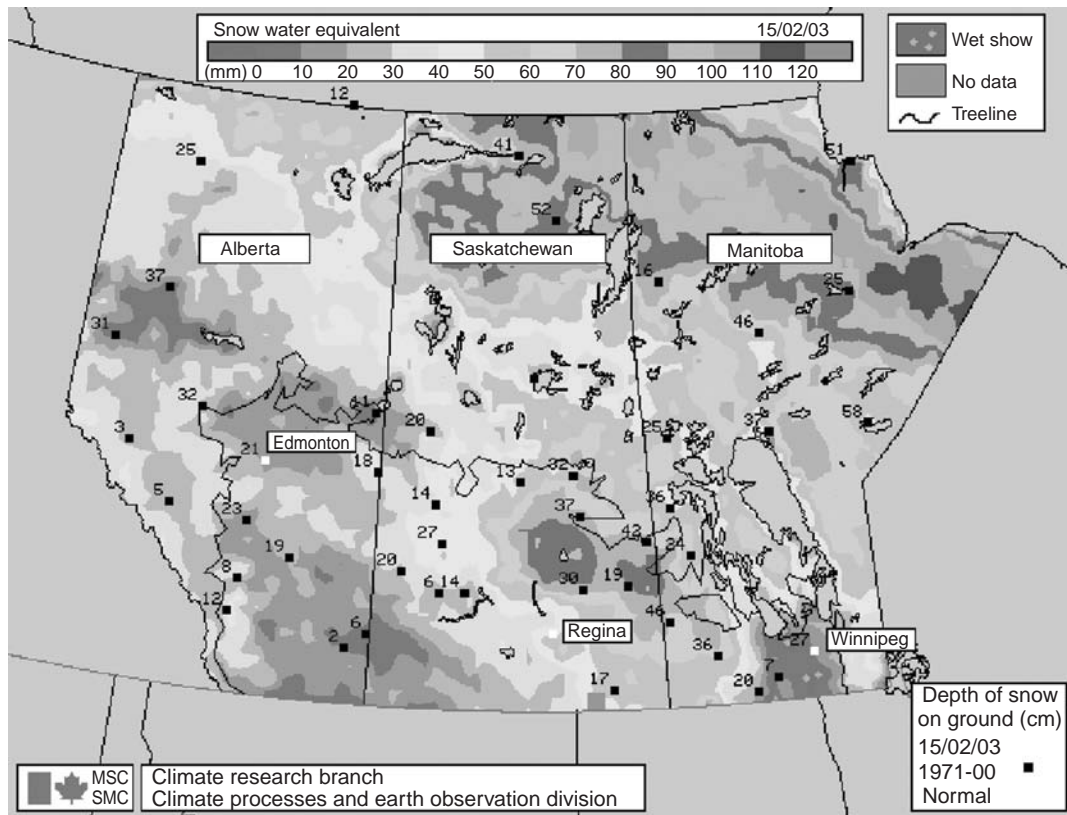 Snow water equivalent 15/02/03
(mm) 0 10 20 30 40 50 60 70 80 90 100 110 120
Wet show
No data
Treeline
12
25
41
51
52
Alberta
Saskatchewan
Manitoba
37
16
31
46
32
20
58
3
Edmonton
25
21
18
13
32
5
14
37
36
23
27
42
24
19
20
8
6 14
30
19
12
46
6
Regina
27
Winnipeg
2
36
7
17
20
Depth of snow
on ground (cm)
15/02/03
1971-00
Normal
MSC
SMC
Climate research branch
Climate processes and earth observation division